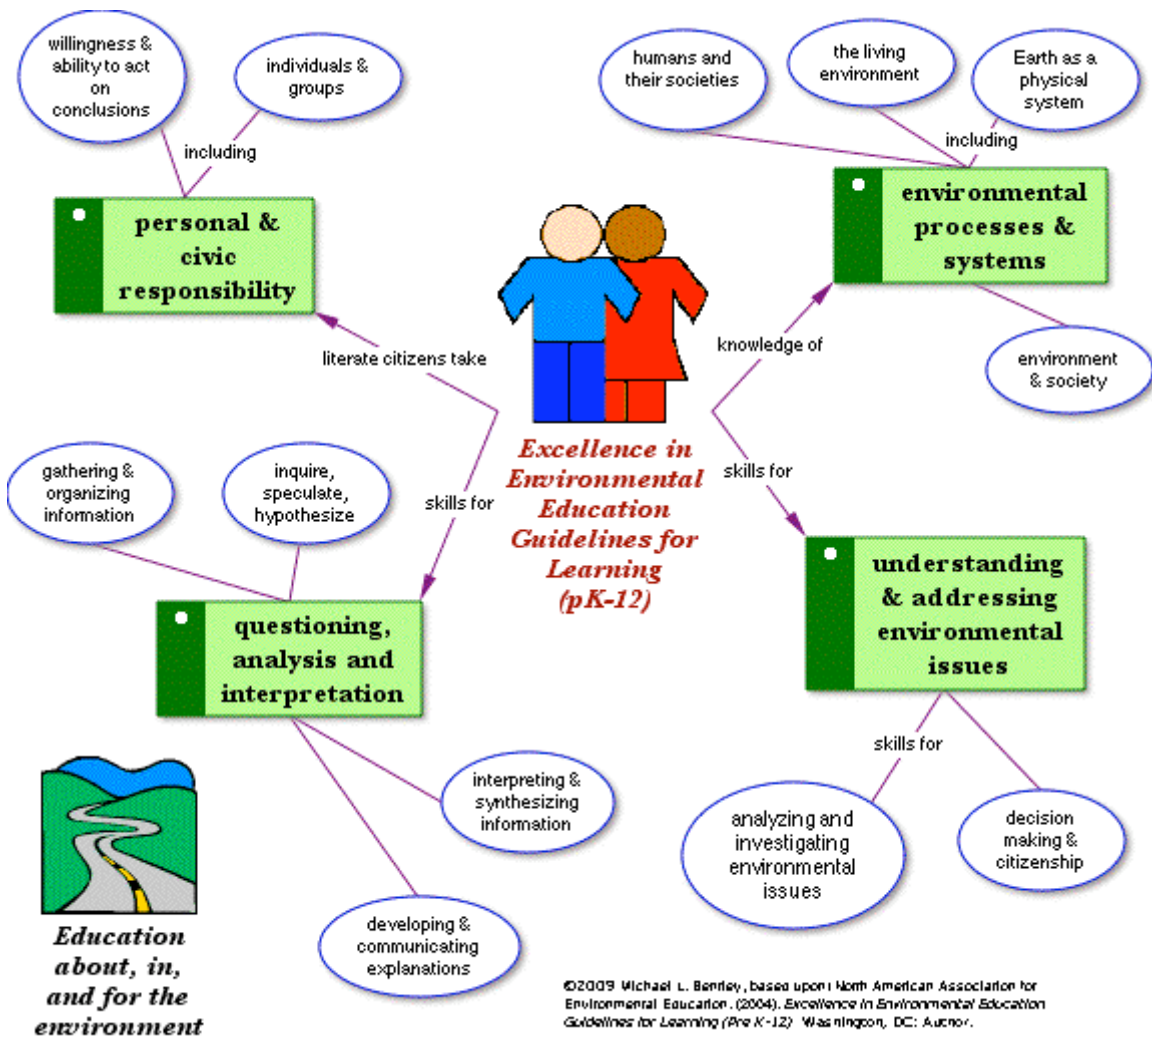 willingness &
ability to act
on
conclusions
individuals &
groups
including
personal &
civic
responsibility
humans and
their societies
the living
environment
Earth as a
physical
system
including
environmental
processes &
systems
environment
& society
literate citizens take
knowledge of
skills for
skills for
Excellence in
Environmental
Education
Guidelines for
Learning
(pK-12)
gathering &
organizing
information
inquire,
speculate,
hypothesize
questioning,
analysis and
interpretation
interpreting &
synthesizing
information
developing &
communicating
explanations
understanding
& addressing
environmental
issues
skills for
analyzing and
investigating
environmental
issues
decision
making &
citizenship
Education
about, in,
and for the
environment
©2009 Michael L. Bentley, based upon: North American Association for
Environmental Education. (2004). Excellence in Environmental Education
Guidelines for Learning (Pre K-12) Washington, DC: Author.